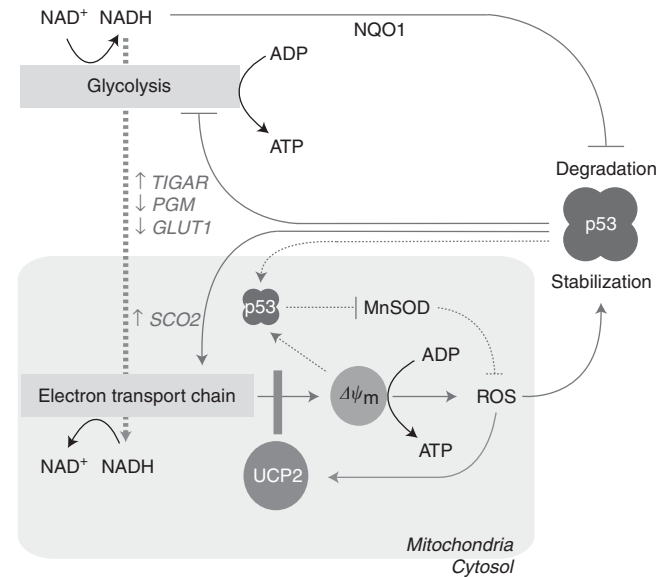 NAD⁺ NADH
NQO1
ADP
Glycolysis
ATP
Degradation
↑ TIGAR
↓ PGM
↓ GLUT1
p53
Stabilization
p53
MnSOD
↑ SCO2
ADP
Electron transport chain
Δψm
ROS
ATP
NAD⁺ NADH
UCP2
Mitochondria
Cytosol